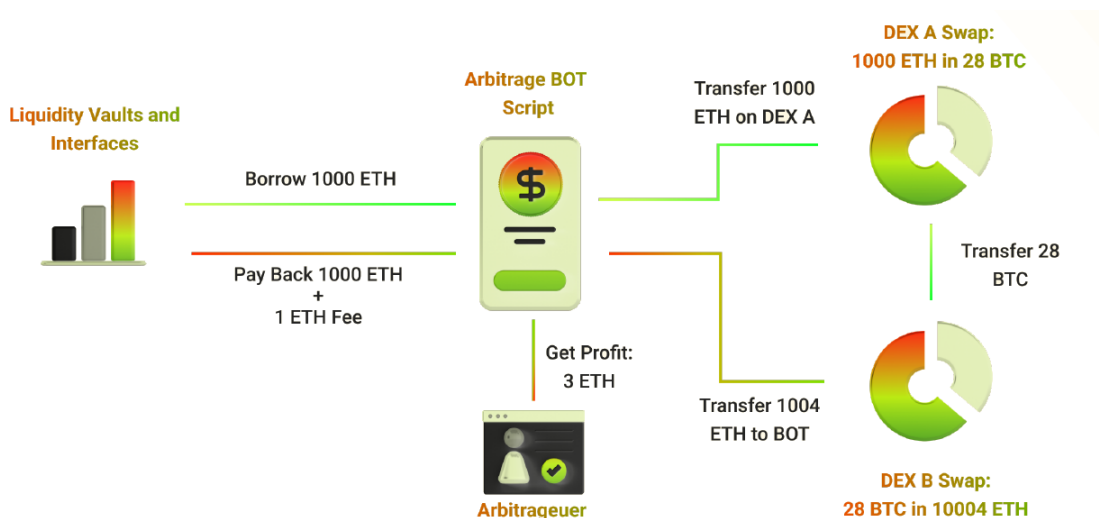 DEX A Swap:
1000 ETH in 28 BTC
Arbitrage BOT
Script
Transfer 1000
ETH on DEX A
Liquidity Vaults and
Interfaces
Borrow 1000 ETH
$
Transfer 28
BTC
Pay Back 1000 ETH
+
1 ETH Fee
Get Profit:
3 ETH
Transfer 1004
ETH to BOT
DEX B Swap:
28 BTC in 10004 ETH
Arbitrageuer